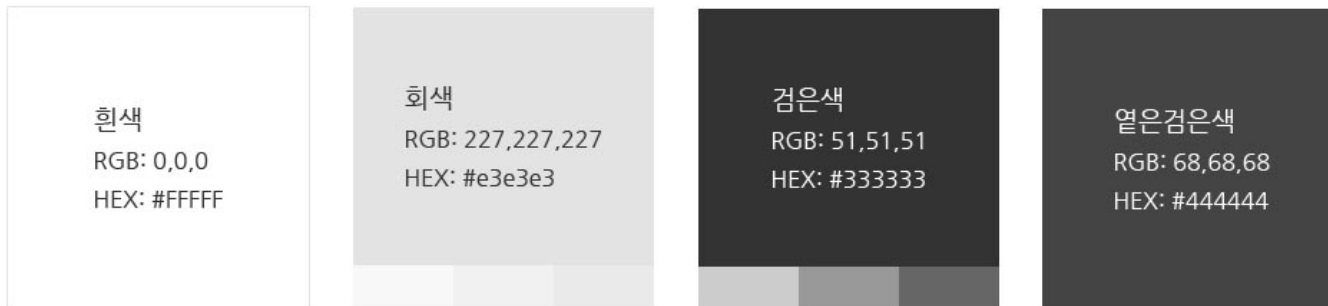 흰색
RGB: 0,0,0
HEX: #FFFFF
회색
RGB: 227,227,227
HEX: #e3e3e3
검은색
RGB: 51,51,51
HEX: #333333
옅은검은색
RGB: 68,68,68
HEX: #444444